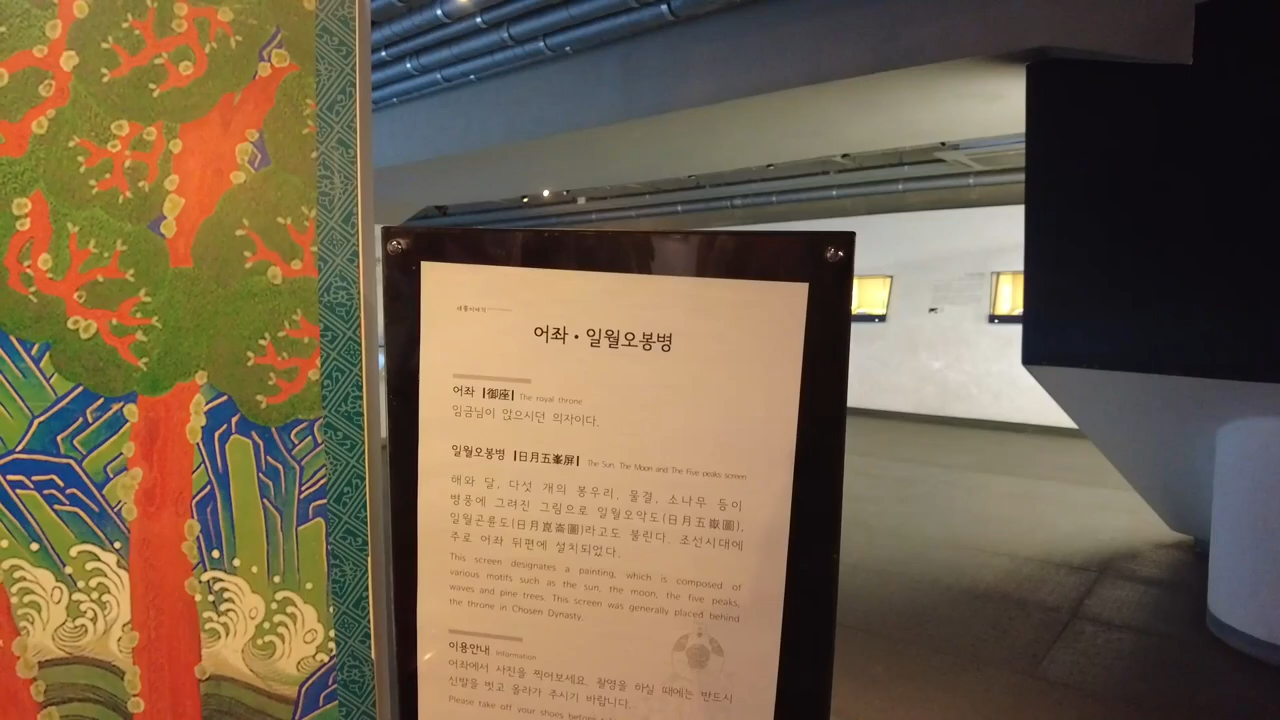 어좌 • 일월오봉병
어좌 |御座| The royal throne
임금님이 앉으시던 의자이다.
일월오봉병 |日月五峯屏| The Sun, The Moon and The Five peaks screen
해와 달, 다섯 개의 봉우리, 물결, 소나무 등이
병풍에 그려진 그림으로 일월오악도(日月五嶽圖),
일월곤륜도(日月崑崙圖)라고도 불린다. 조선시대에
주로 어좌 뒤편에 설치되었다.
This screen designates a painting, which is composed of
various motifs such as the sun, the moon, the five peaks,
waves and pine trees. This screen was generally placed behind
the throne in Chosen Dynasty.
이용안내 Information
어좌에서 사진을 찍어보세요. 촬영을 하실 때에는 반드시
신발을 벗고 올라가 주시기 바랍니다.
Please take off your shoes before